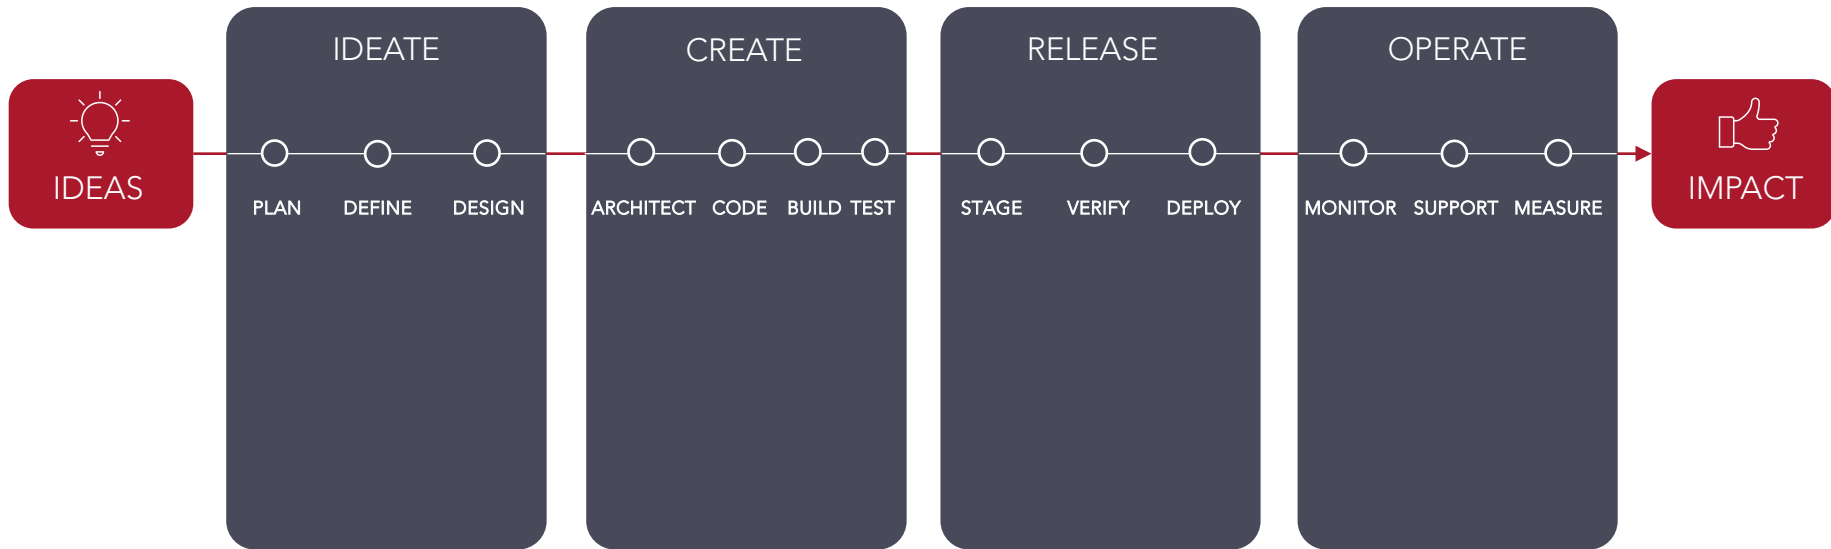 IDEAS
IDEATE
PLAN DEFINE DESIGN
CREATE
ARCHITECT CODE BUILD TEST
RELEASE
STAGE VERIFY DEPLOY
OPERATE
MONITOR SUPPORT MEASURE
IMPACT